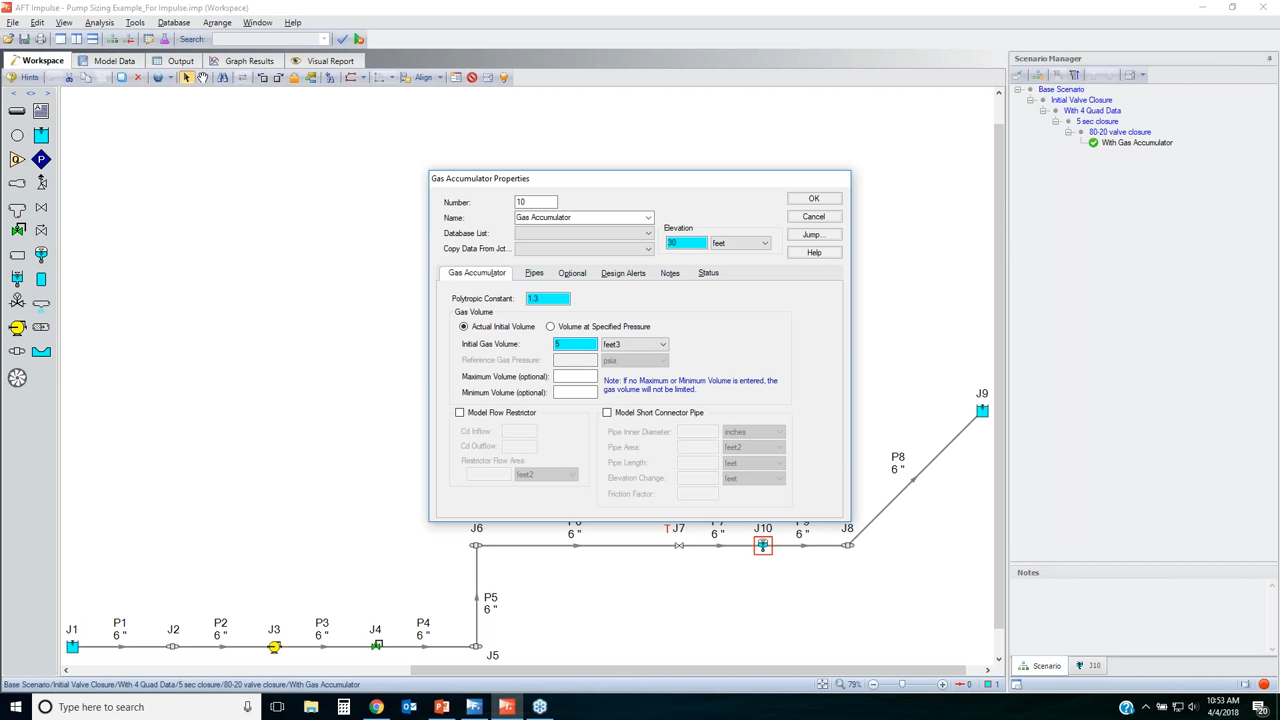 AFT Impulse - Pump Sizing Example_For Impulse.imp (Workspace)
File Edit View Analysis Tools Database Arrange Window Help
Search:
Workspace Model Data Output Graph Results Visual Report
Hints Align
Scenario Manager
Base Scenario
Initial Valve Closure
With 4 Quad Data
5 sec closure
80-20 valve closure
With Gas Accumulator
Gas Accumulator Properties
Number: 10 OK
Name: Gas Accumulator Cancel
Database List: Elevation Jump...
Copy Data From Jct... 30 feet Help
Gas Accumulator Pipes Optional Design Alerts Notes Status
Polytropic Constant: 1.3
Gas Volume
Actual Initial Volume Volume at Specified Pressure
Initial Gas Volume: 5 feet3
Reference Gas Pressure: psia
Maximum Volume (optional): Note: If no Maximum or Minimum Volume is entered, the
Minimum Volume (optional): gas volume will not be limited.
Model Flow Restrictor Model Short Connector Pipe
Cd Inflow: Pipe Inner Diameter: inches
Cd Outflow: Pipe Area: feet2
Restrictor Flow Area: Pipe Length: feet
feet2 Elevation Change: feet
Friction Factor:
J9
P8
6 "
J6 T J7 J10 J8
6 " 6 " 6 "
P5
6 "
J1 P1 J2 P2 J3 P3 J4 P4
6 " 6 " 6 " 6 "
J5
Notes
Scenario J10
Base Scenario/Initial Valve Closure/With 4 Quad Data/5 sec closure/80-20 valve closure/With Gas Accumulator 79% 0 1
Type here to search
10:53 AM
4/4/2018
20